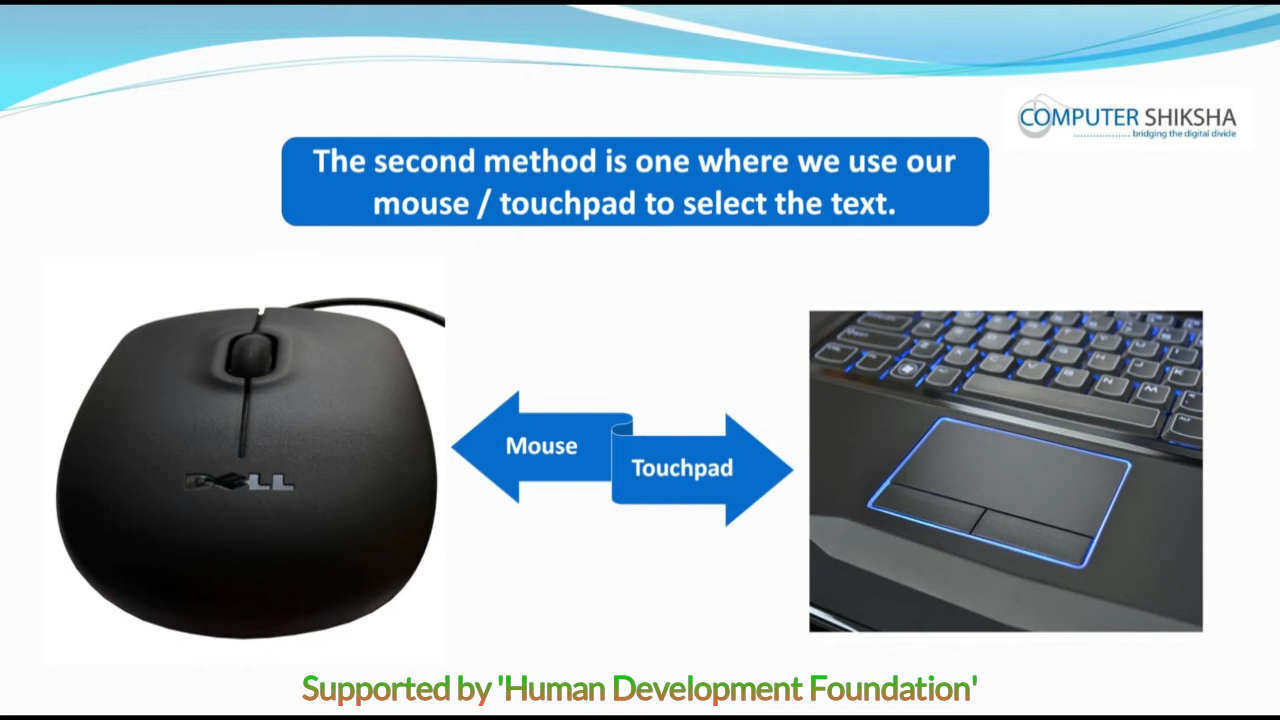 COMPUTER SHIKSHA
bridging the digital divide
The second method is one where we use our
mouse / touchpad to select the text.
Mouse
Touchpad
DELL
Supported by 'Human Development Foundation'